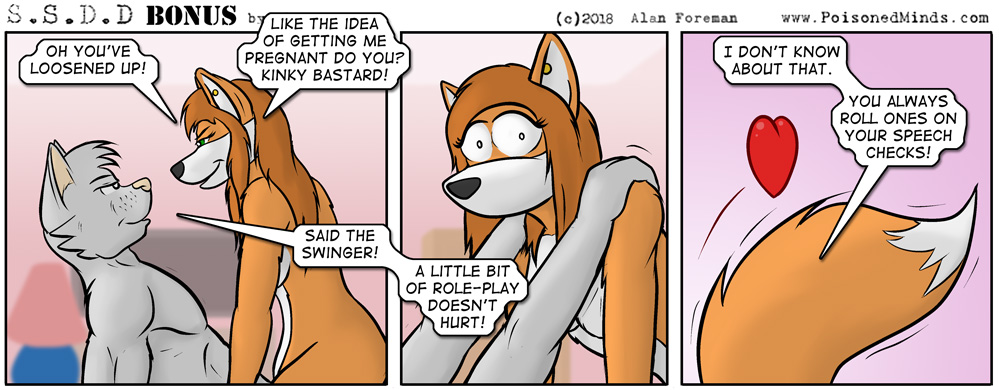 S.S.D.D BONUS by
(c)2018 Alan Foreman www.PoisonedMinds.com
OH YOU'VE
LOOSENED UP!
LIKE THE IDEA
OF GETTING ME
PREGNANT DO YOU?
KINKY BASTARD!
SAID THE
SWINGER!
A LITTLE BIT
OF ROLE-PLAY
DOESN'T
HURT!
I DON'T KNOW
ABOUT THAT.
YOU ALWAYS
ROLL ONES ON
YOUR SPEECH
CHECKS!